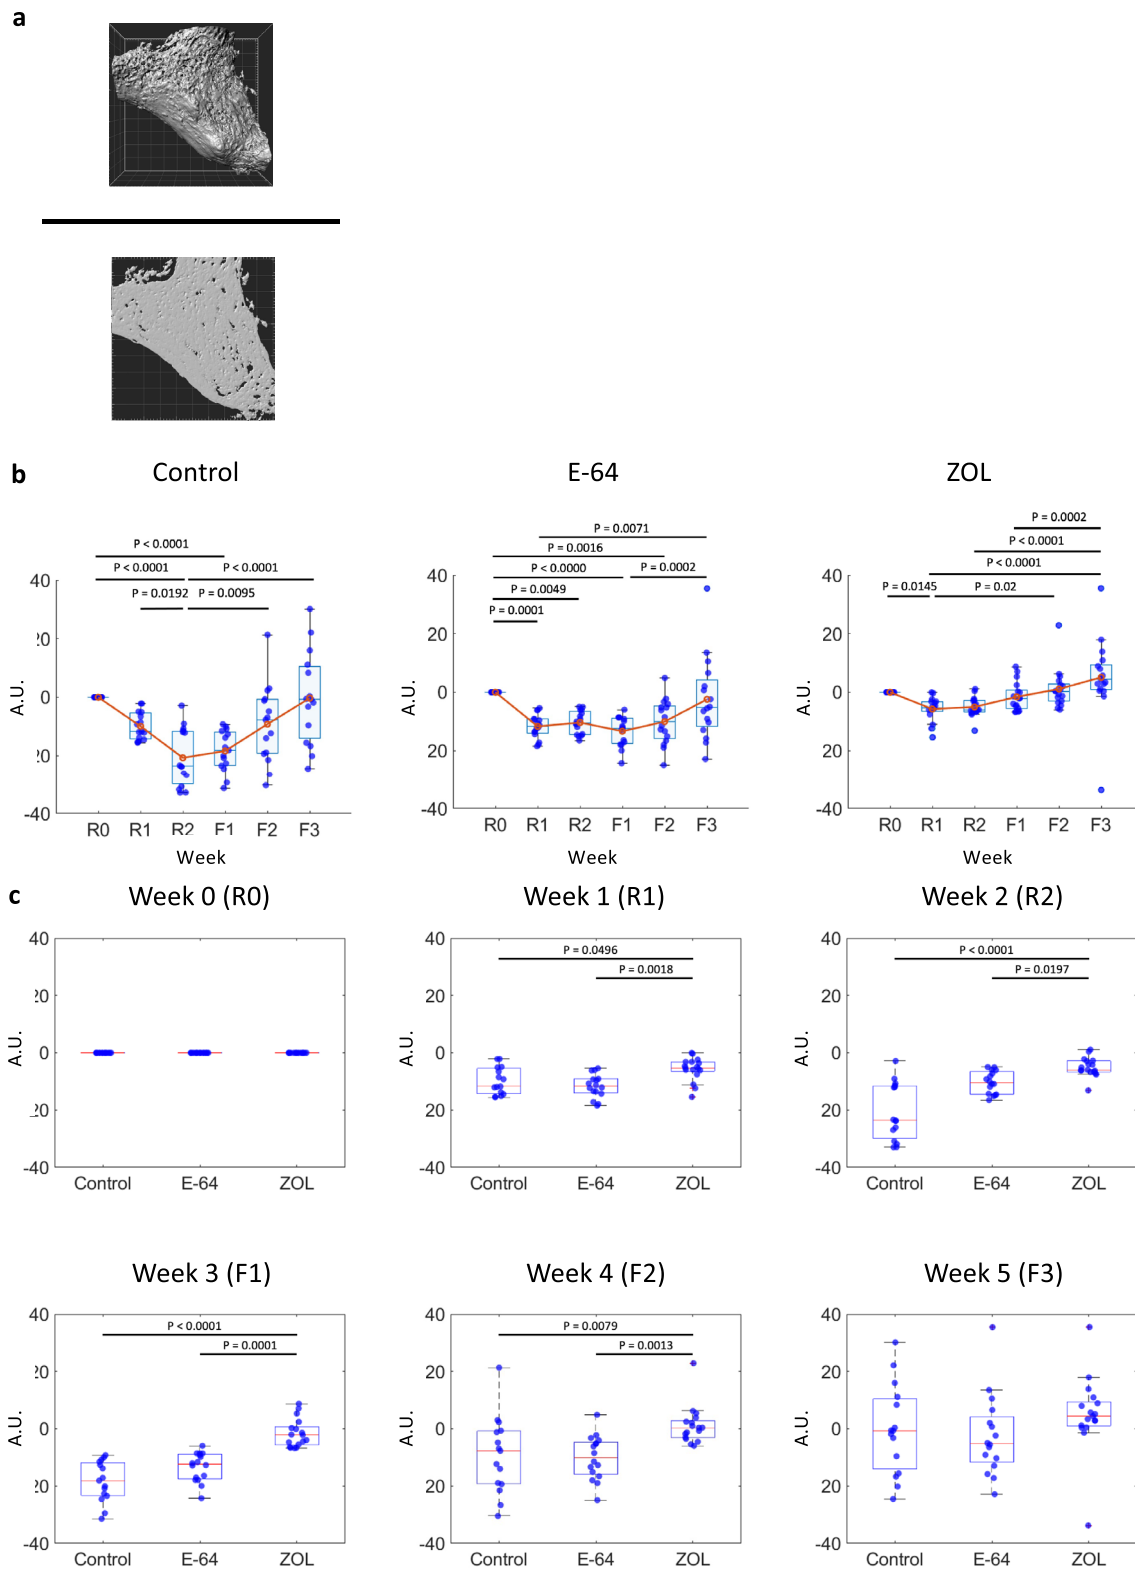 a
b
Control
E-64
ZOL
P < 0.0001
P < 0.0001
P < 0.0001
P = 0.0192
P = 0.0095
A.U.
40
20
0
20
-40
R0
R1
R2
F1
F2
F3
Week
P = 0.0071
P = 0.0016
P < 0.0000
P = 0.0002
P = 0.0049
P = 0.0001
A.U.
40
20
0
20
-40
R0
R1
R2
F1
F2
F3
Week
P = 0.0002
P < 0.0001
P < 0.0001
P = 0.0145
P = 0.02
A.U.
40
20
0
20
-40
R0
R1
R2
F1
F2
F3
Week
c
Week 0 (R0)
A.U.
40
20
0
20
-40
Control
E-64
ZOL
Week 1 (R1)
P = 0.0496
P = 0.0018
A.U.
40
20
0
20
-40
Control
E-64
ZOL
Week 2 (R2)
P < 0.0001
P = 0.0197
A.U.
40
20
0
20
-40
Control
E-64
ZOL
Week 3 (F1)
P < 0.0001
P = 0.0001
A.U.
40
20
0
20
-40
Control
E-64
ZOL
Week 4 (F2)
P = 0.0079
P = 0.0013
A.U.
40
20
0
20
-40
Control
E-64
ZOL
Week 5 (F3)
A.U.
40
20
0
20
-40
Control
E-64
ZOL